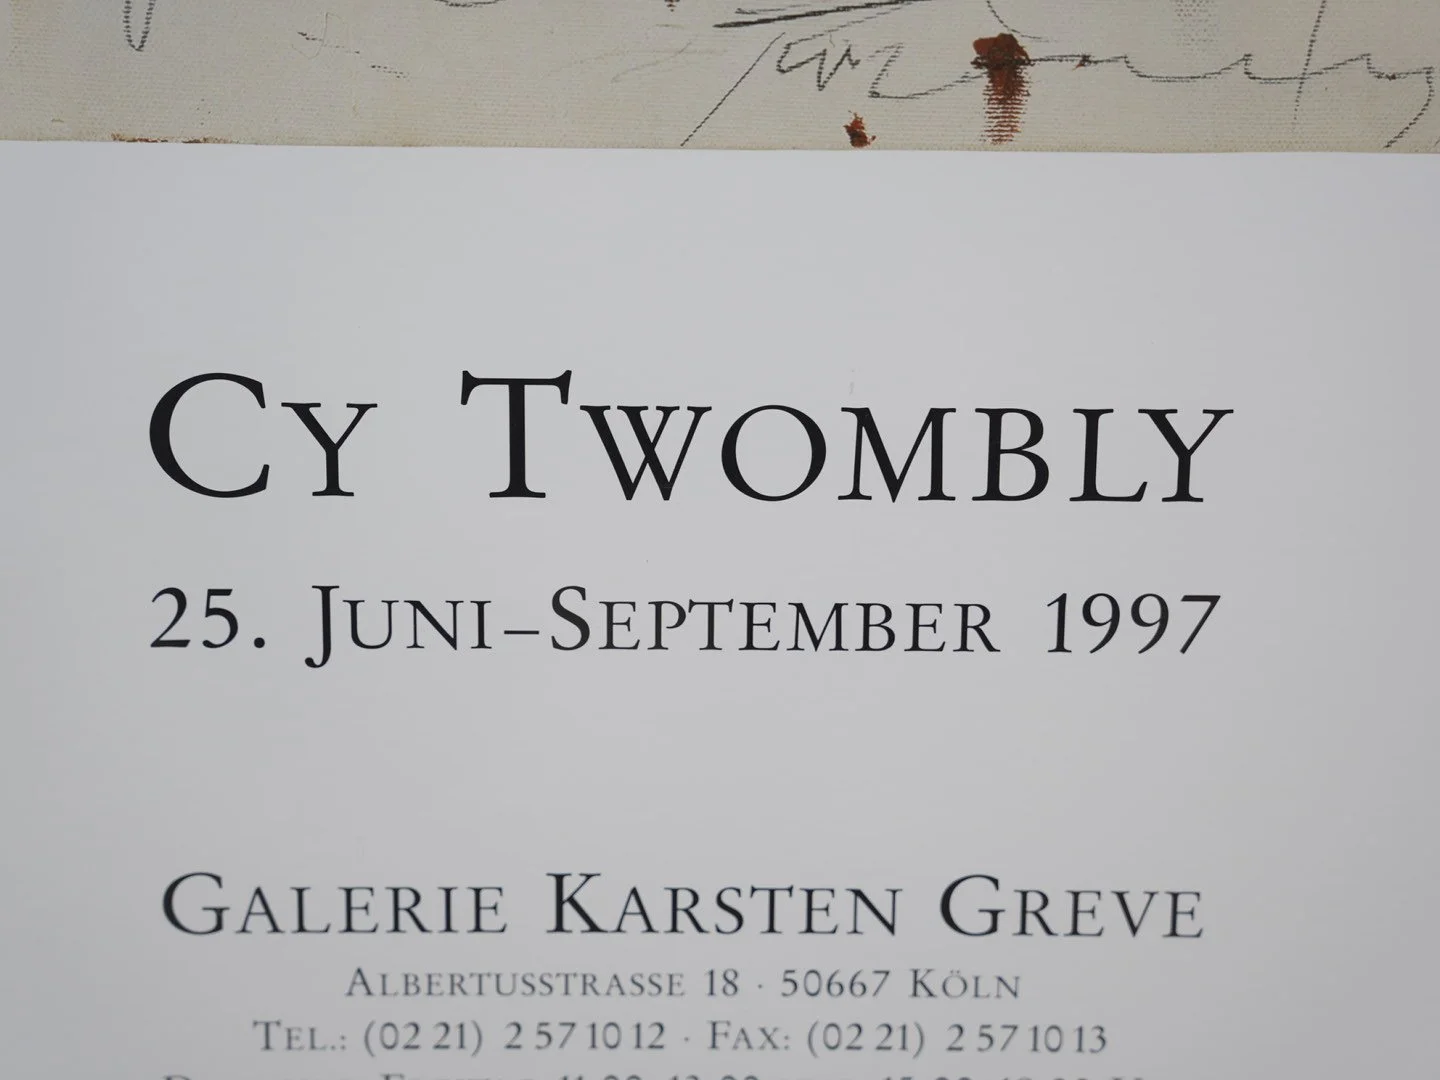 Cy Twombly
25. Juni–September 1997
Galerie Karsten Greve
Albertusstrasse 18 · 50667 Köln
Tel.: (02 21) 2 57 10 12 · Fax: (02 21) 2 57 10 13